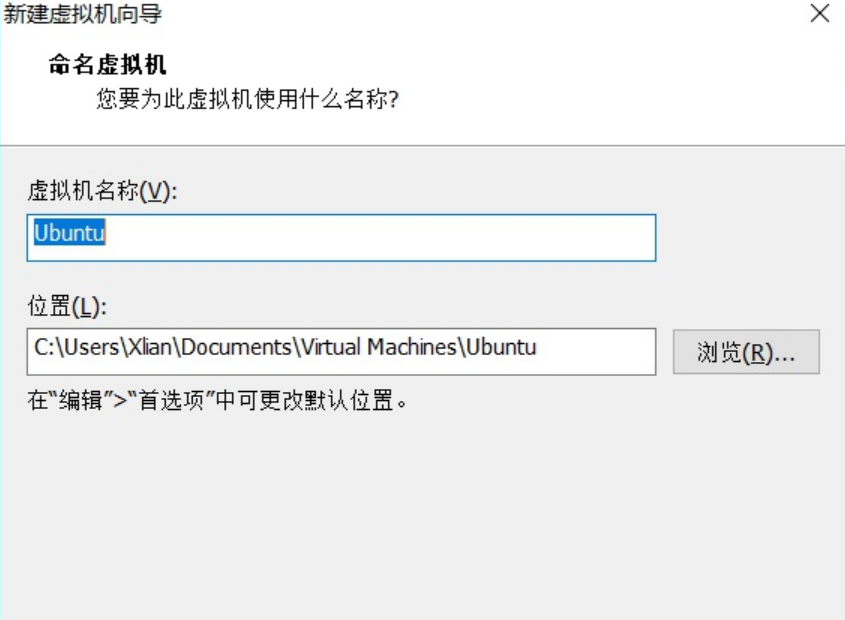 新建虚拟机向导
命名虚拟机
您要为此虚拟机使用什么名称?
虚拟机名称(V):
Ubuntu
位置(L):
C:\Users\Xlian\Documents\Virtual Machines\Ubuntu
浏览(R)...
在“编辑”>“首选项”中可更改默认位置。